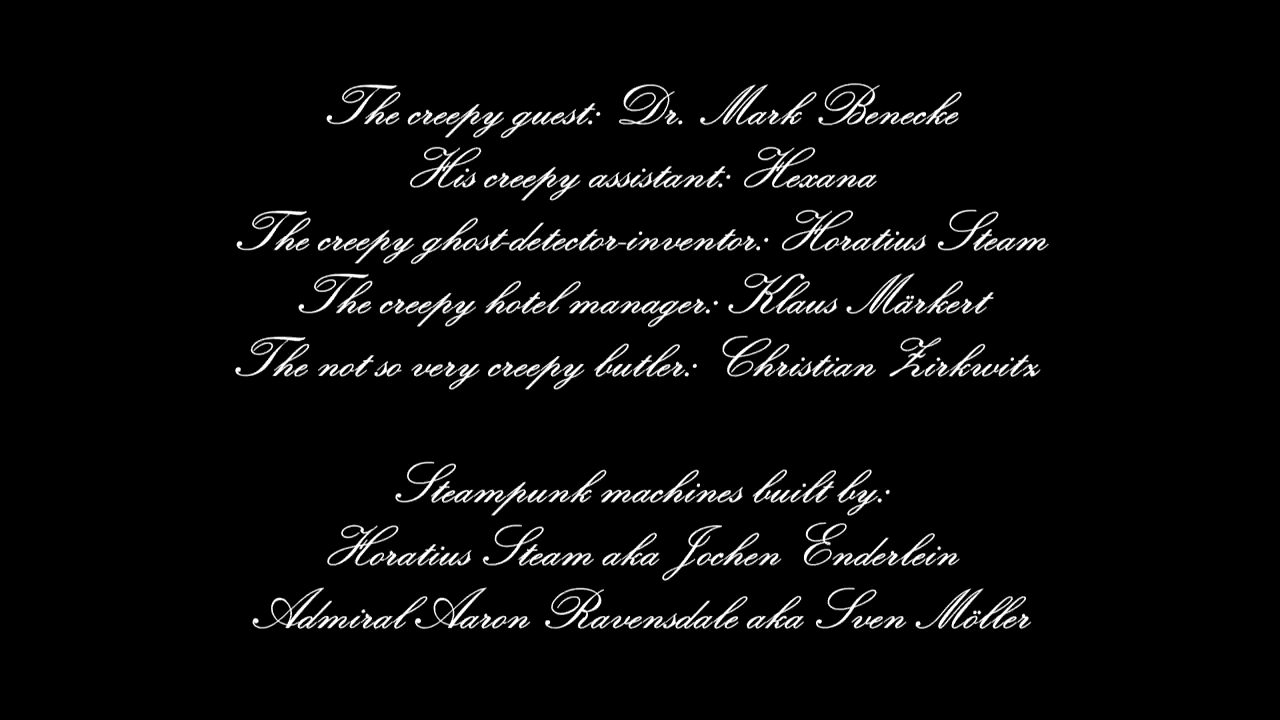 The creepy guest: Dr. Mark Benecke
His creepy assistant: Hexana
The creepy ghost-detector-inventor: Horatius Steam
The creepy hotel manager: Klaus Märkert
The not so very creepy butler: Christian Zirkwitz
Steampunk machines built by:
Horatius Steam aka Jochen Enderlein
Admiral Aaron Ravensdale aka Sven Möller